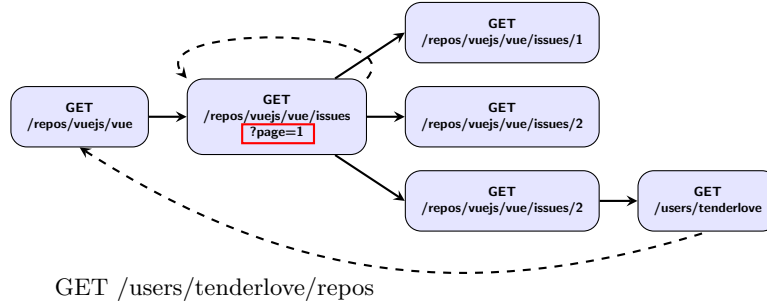 GET
/repos/vuejs/vue/issues/1
GET
/repos/vuejs/vue
GET
/repos/vuejs/vue/issues
?page=1
GET
/repos/vuejs/vue/issues/2
GET
/repos/vuejs/vue/issues/2
GET
/users/tenderlove
GET /users/tenderlove/repos